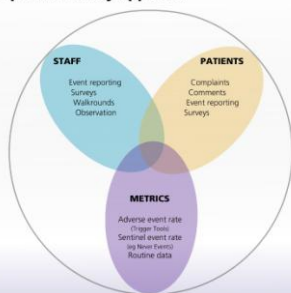 STAFF
Event reporting
Surveys
Walkrounds
Observation
PATIENTS
Complaints
Comments
Event reporting
Surveys
METRICS
Adverse event rate
(Trigger Tools)
Sentinel event rate
(eg Never Events)
Routine data